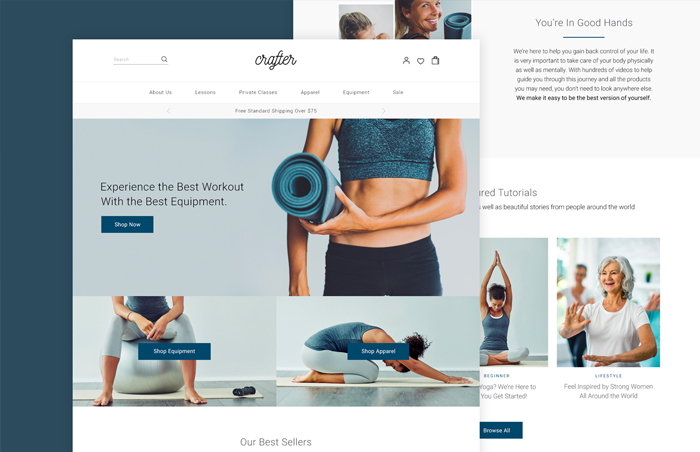 Search
crafter
About Us
Lessons
Private Classes
Apparel
Equipment
Sale
Free Standard Shipping Over $75
Experience the Best Workout
With the Best Equipment.
Shop Now
Shop Equipment
Shop Apparel
Our Best Sellers
You're In Good Hands
We're here to help you gain back control of your life. It
is very important to take care of your body physically
as well as mentally. With hundreds of videos to help
guide you through this journey and all the products
you may need, you don't need to look anywhere else.
We make it easy to be the best version of yourself.
Tutorials
well as beautiful stories from people around the world
BEGINNER
Yoga? We're Here to
You Get Started!
Browse All
LIFESTYLE
Feel Inspired by Strong Women
All Around the World